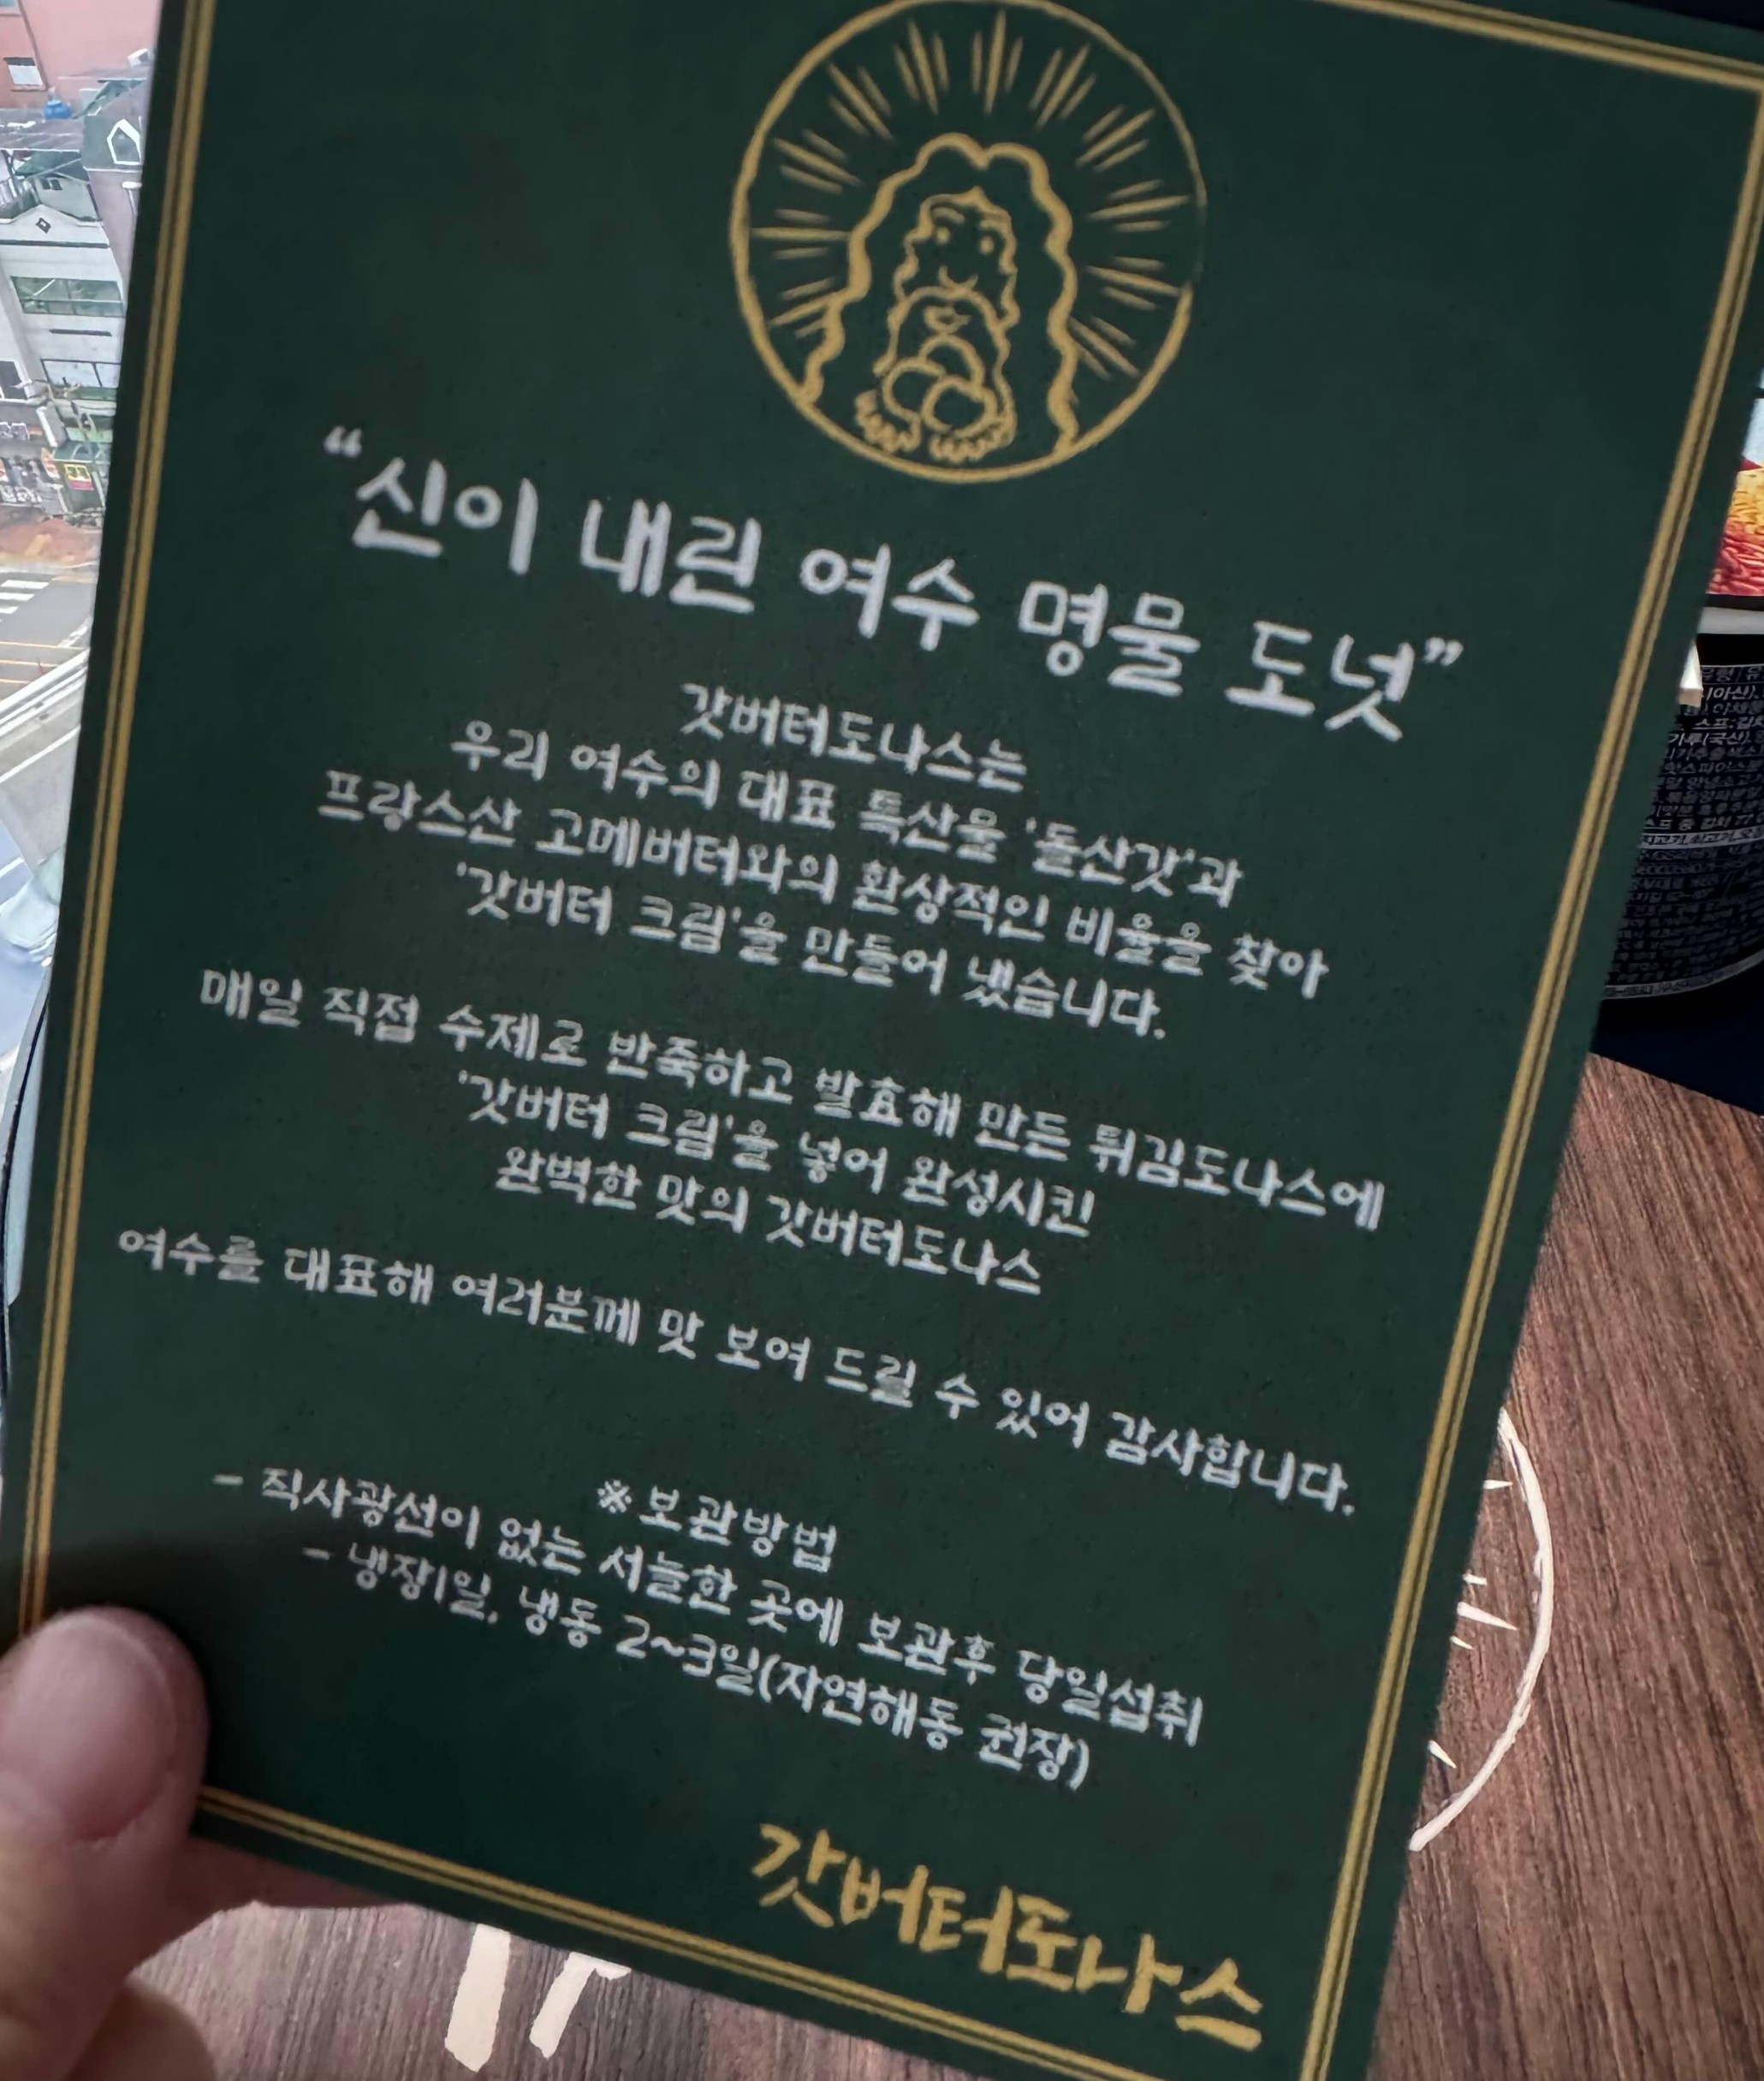 “신이 내린 여수 명물 도넛”
갓버터도나스는
우리 여수의 대표 특산물 '돌산갓'과
프랑스산 고메버터와의 환상적인 비율을 찾아
'갓버터 크림'을 만들어 냈습니다.
매일 직접 수제로 반죽하고 발효해 만든 튀김도나스에
'갓버터 크림'을 넣어 완성시킨
완벽한 맛의 갓버터도나스
여수를 대표해 여러분께 맛 보여 드릴 수 있어 감사합니다.
※보관방법
- 직사광선이 없는 서늘한 곳에 보관후 당일섭취
- 냉장1일, 냉동 2~3일(자연해동 권장)
갓버터도나스